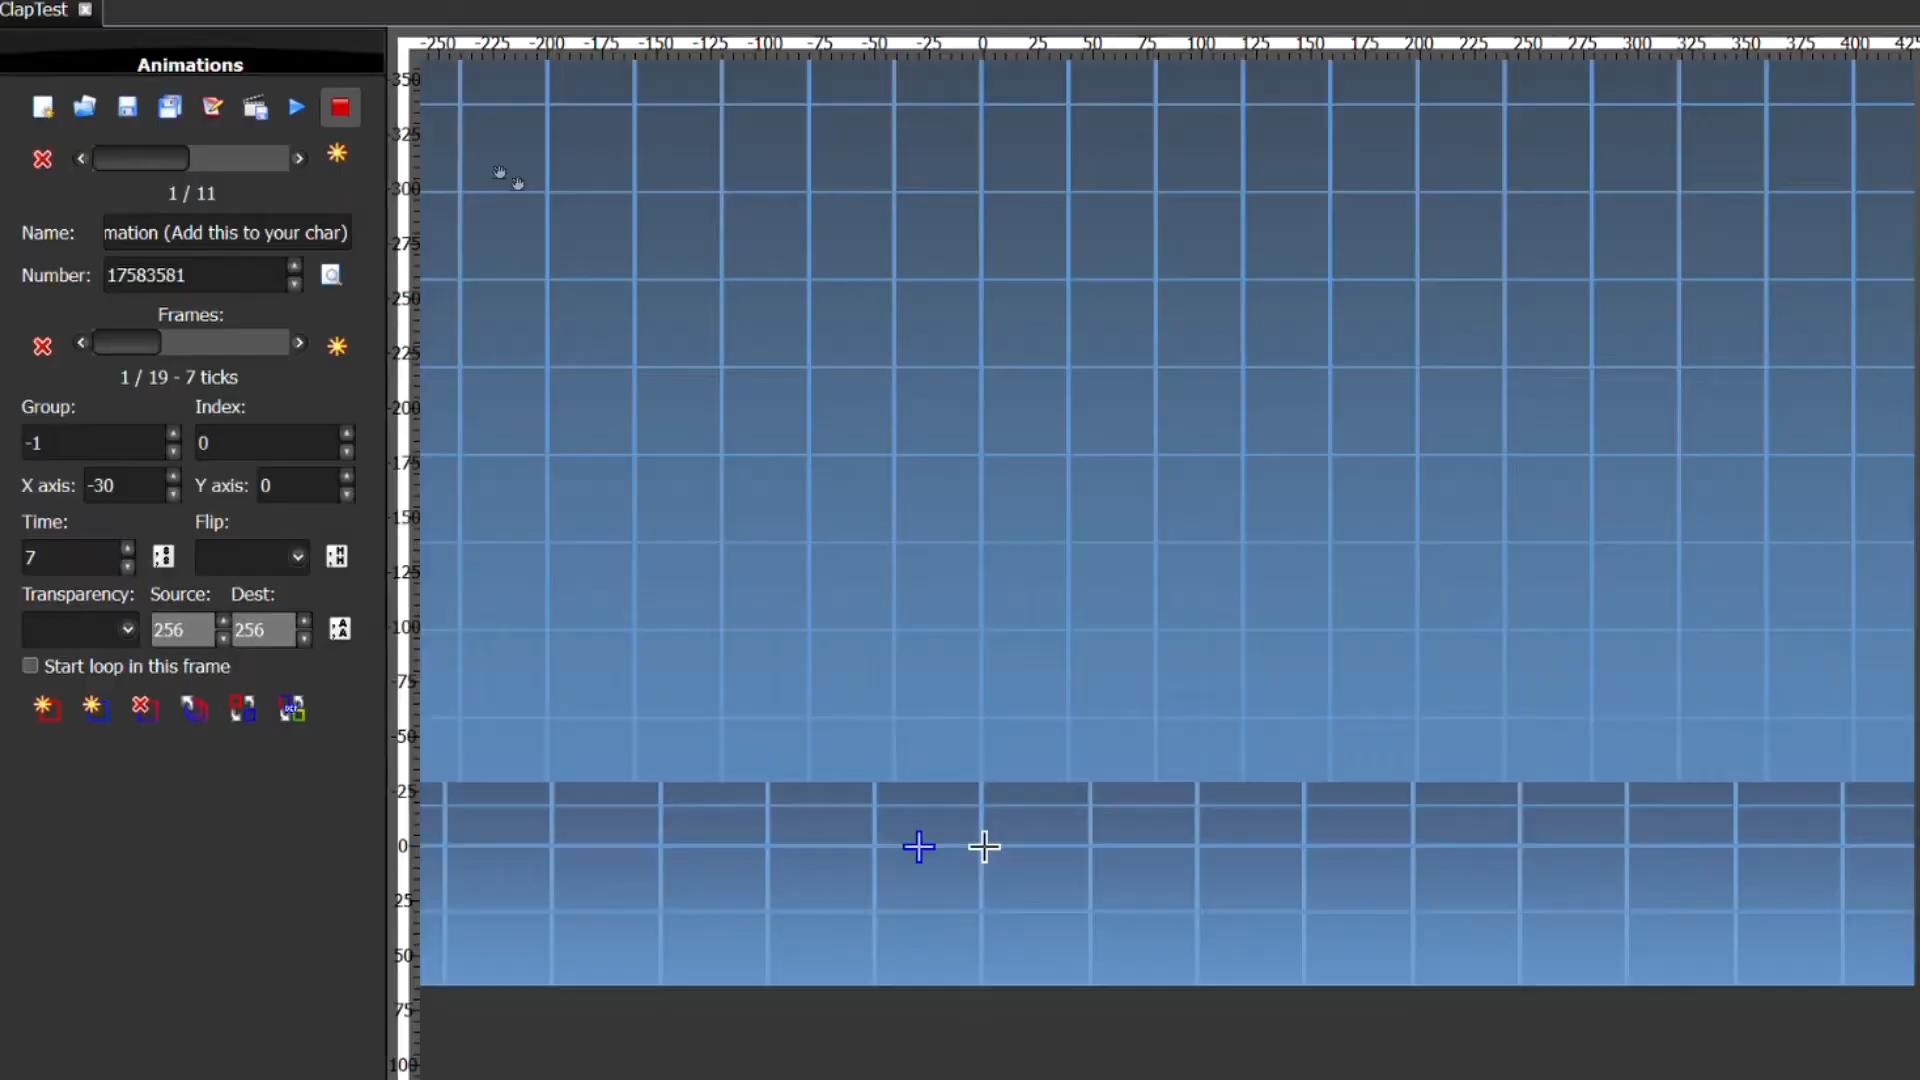 ClapTest
Animations
1 / 11
Name: mation (Add this to your char)
Number: 17583581
Frames:
1 / 19 - 7 ticks
Group: Index:
-1 0
X axis: -30 Y axis: 0
Time: Flip:
7
Transparency: Source: Dest:
256 256
Start loop in this frame
-250 -225 -200 -175 -150 -125 -100 -75 -50 -25 0 25 50 75 100 125 150 175 200 225 250 275 300 325 350 375 400 425
-350
-325
-300
-275
-250
-225
-200
-175
-150
-125
-100
-75
-50
-25
0
25
50
75
100